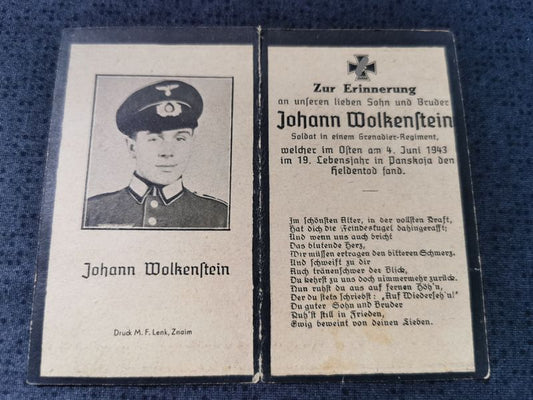 Johann Wolkenstein
Druck M. F. Lenk, Znaim
Zur Erinnerung
an unseren lieben Sohn und Bruder
Johann Wolkenstein
Soldat in einem Grenadier-Regiment,
welcher im Osten am 4. Juni 1943
im 19. Lebensjahr in Panskoja den
Heldentod fand.
Im schönsten Alter, in der vollsten Kraft,
Hat dich die Feindeskugel dahingerafft;
Und wenn uns auch bricht
Das blutende Herz,
Wir müssen ertragen den bitteren Schmerz.
Und schweift zu dir
Auch tränenschwer der Blick,
Du kehrst zu uns doch nimmermehr zurück.
Nun ruhst du aus auf fernen Höh'n,
Der du stets schriebst: „Auf Wiederseh'n!"
Du guter Sohn und Bruder
Ruh'st still in Frieden,
Ewig beweint von deinen Lieben.